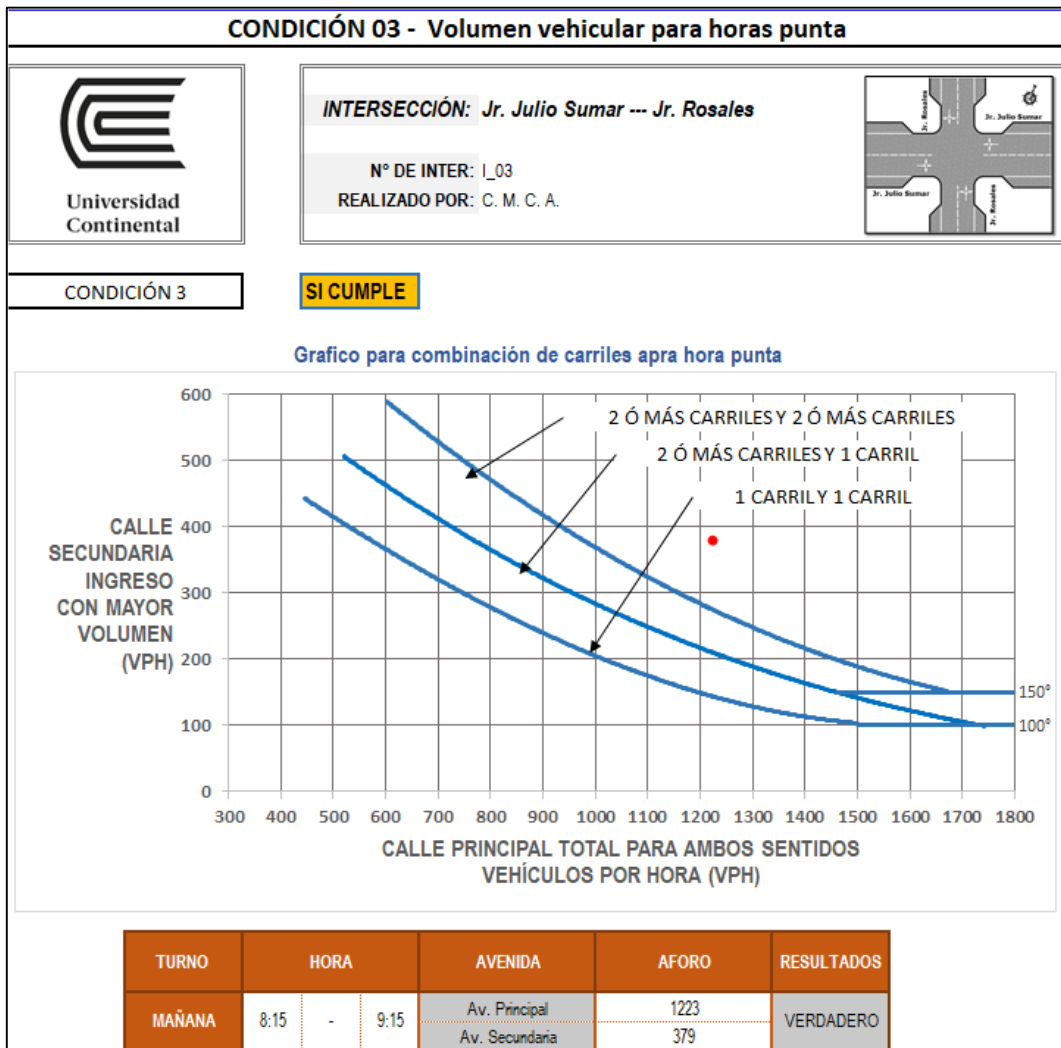 CONDICIÓN 03 - Volumen vehicular para horas punta
Universidad
Continental
INTERSECCIÓN: Jr. Julio Sumar --- Jr. Rosales
N° DE INTER: I_03
REALIZADO POR: C. M. C. A.
Jr. Rosales
Jr. Julio Sumar
Jr. Julio Sumar
Jr. Rosales
CONDICIÓN 3
SI CUMPLE
Grafico para combinación de carriles apra hora punta
2 Ó MÁS CARRILES Y 2 Ó MÁS CARRILES
2 Ó MÁS CARRILES Y 1 CARRIL
1 CARRIL Y 1 CARRIL
CALLE
SECUNDARIA
INGRESO
CON MAYOR
VOLUMEN
(VPH)
600
500
400
300
200
100
0
150°
100°
300 400 500 600 700 800 900 1000 1100 1200 1300 1400 1500 1600 1700 1800
CALLE PRINCIPAL TOTAL PARA AMBOS SENTIDOS
VEHÍCULOS POR HORA (VPH)
TURNO HORA AVENIDA AFORO RESULTADOS
MAÑANA 8:15 - 9:15 Av. Principal 1223 VERDADERO
Av. Secundaria 379